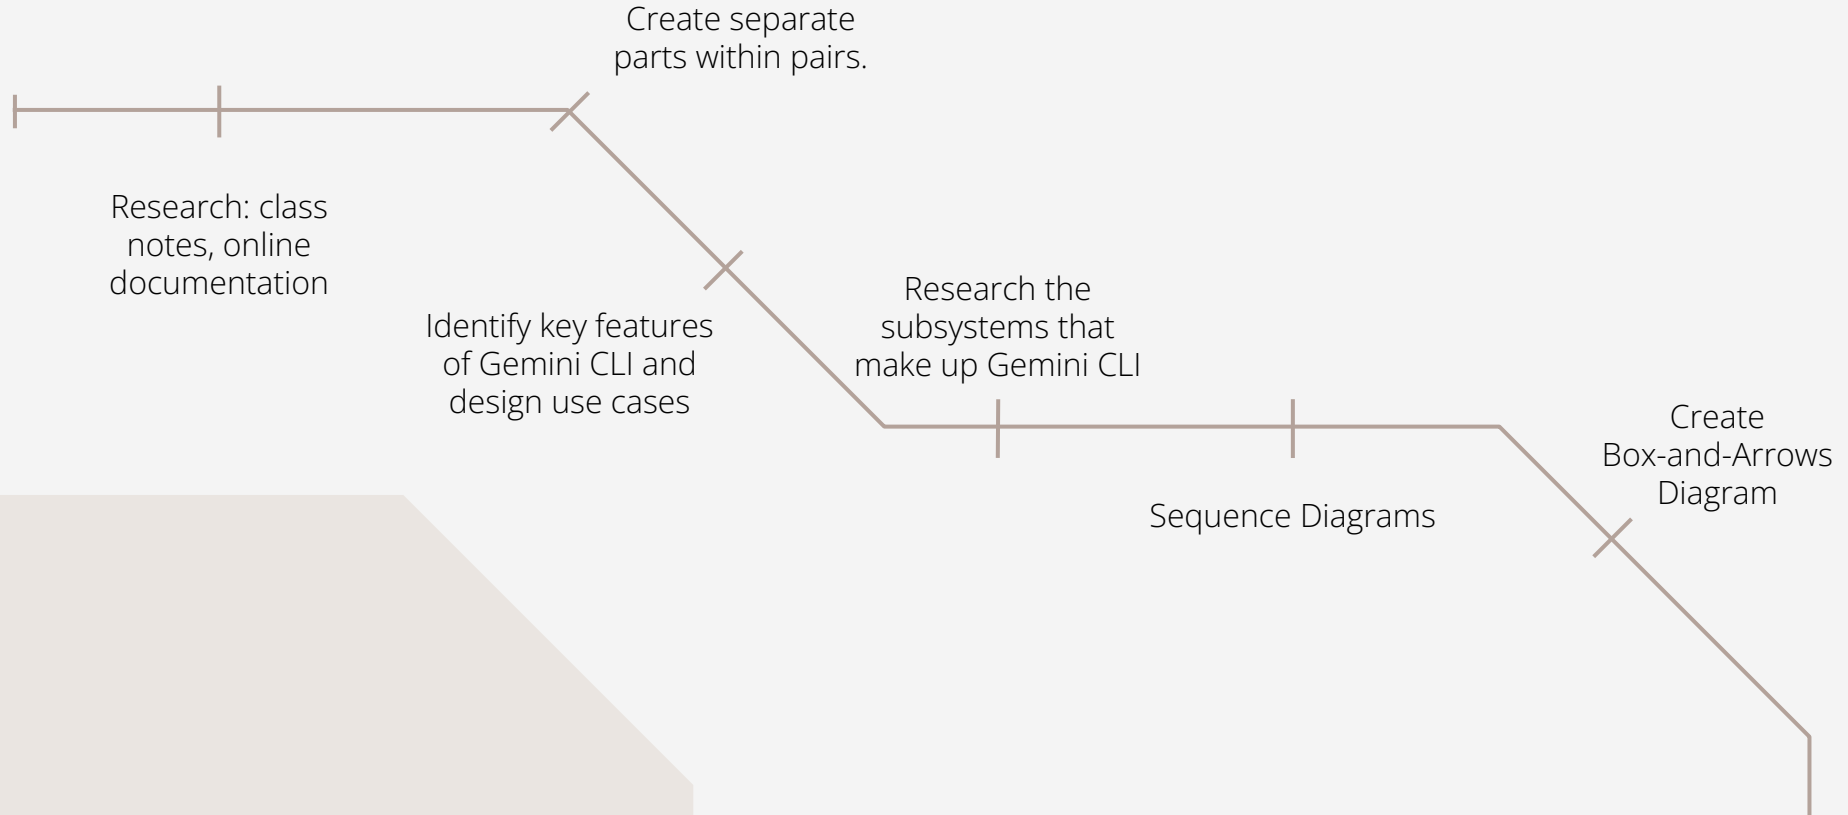 Create separate
parts within pairs.
Research: class
notes, online
documentation
Identify key features
of Gemini CLI and
design use cases
Research the
subsystems that
make up Gemini CLI
Sequence Diagrams
Create
Box-and-Arrows
Diagram